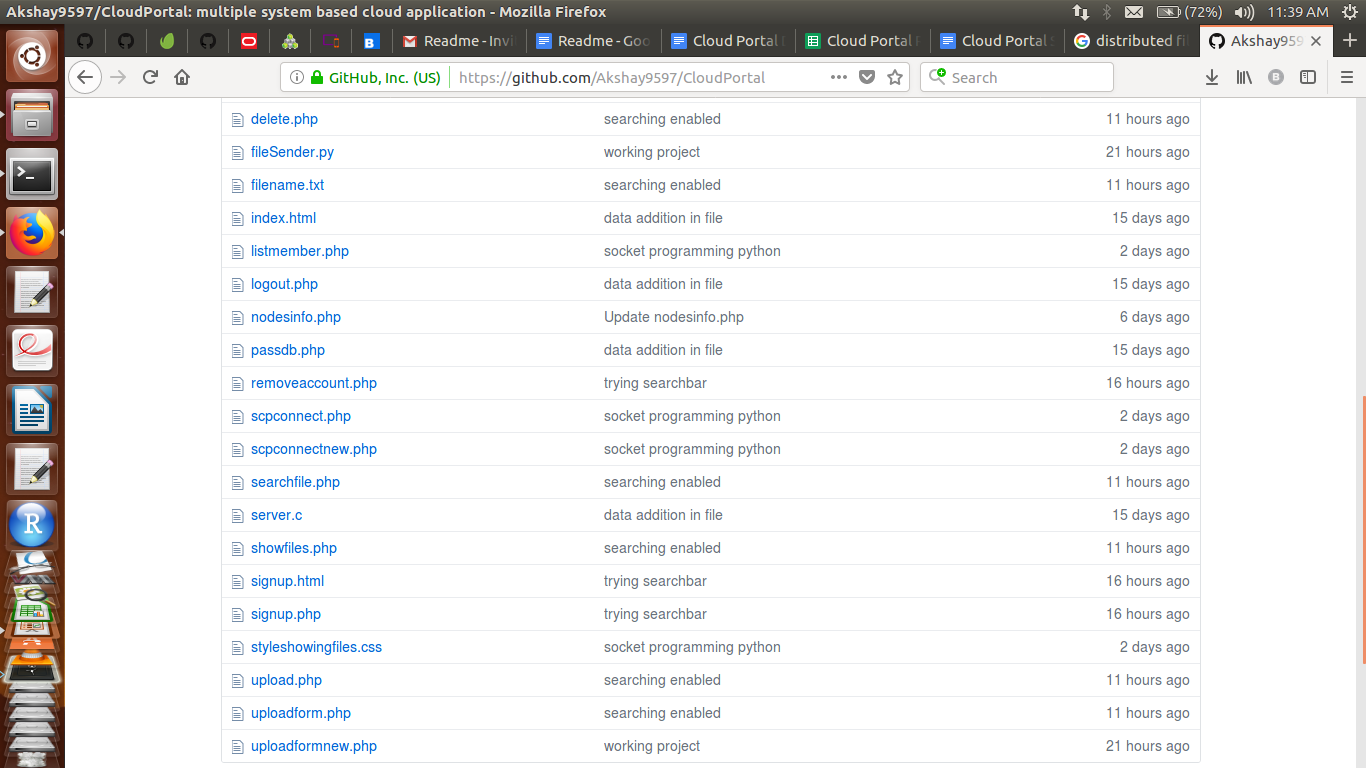 Akshay9597/CloudPortal: multiple system based cloud application - Mozilla Firefox
(72%) 11:39 AM
Readme - Invi
Readme - Goo
Cloud Portal
Cloud Portal
Cloud Portal
distributed fil
Akshay959
GitHub, Inc. (US) https://github.com/Akshay9597/CloudPortal
Search
delete.php searching enabled 11 hours ago
fileSender.py working project 21 hours ago
filename.txt searching enabled 11 hours ago
index.html data addition in file 15 days ago
listmember.php socket programming python 2 days ago
logout.php data addition in file 15 days ago
nodesinfo.php Update nodesinfo.php 6 days ago
passdb.php data addition in file 15 days ago
removeaccount.php trying searchbar 16 hours ago
scpconnect.php socket programming python 2 days ago
scpconnectnew.php socket programming python 2 days ago
searchfile.php searching enabled 11 hours ago
server.c data addition in file 15 days ago
showfiles.php searching enabled 11 hours ago
signup.html trying searchbar 16 hours ago
signup.php trying searchbar 16 hours ago
styleshowingfiles.css socket programming python 2 days ago
upload.php searching enabled 11 hours ago
uploadform.php searching enabled 11 hours ago
uploadformnew.php working project 21 hours ago